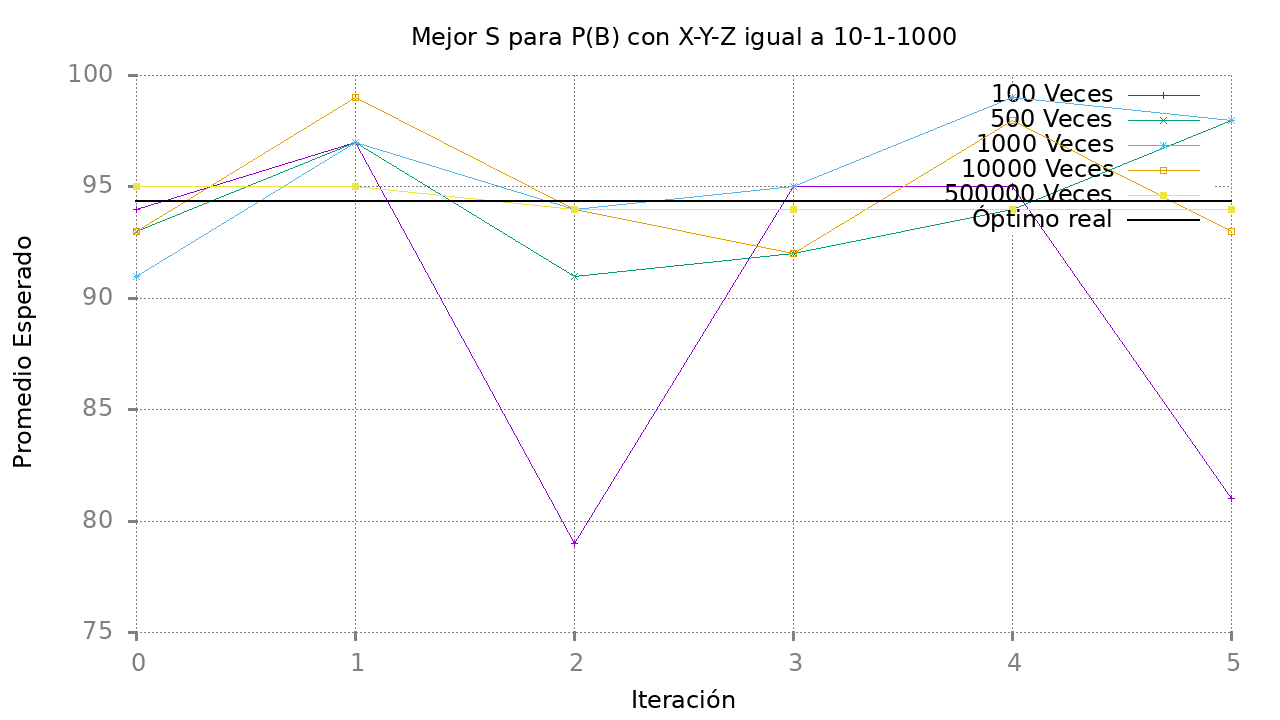 Mejor S para P(B) con X-Y-Z igual a 10-1-1000
100
95
90
85
80
75
Promedio Esperado
100 Veces
500 Veces
1000 Veces
10000 Veces
500000 Veces
Óptimo real
0 1 2 3 4 5
Iteración